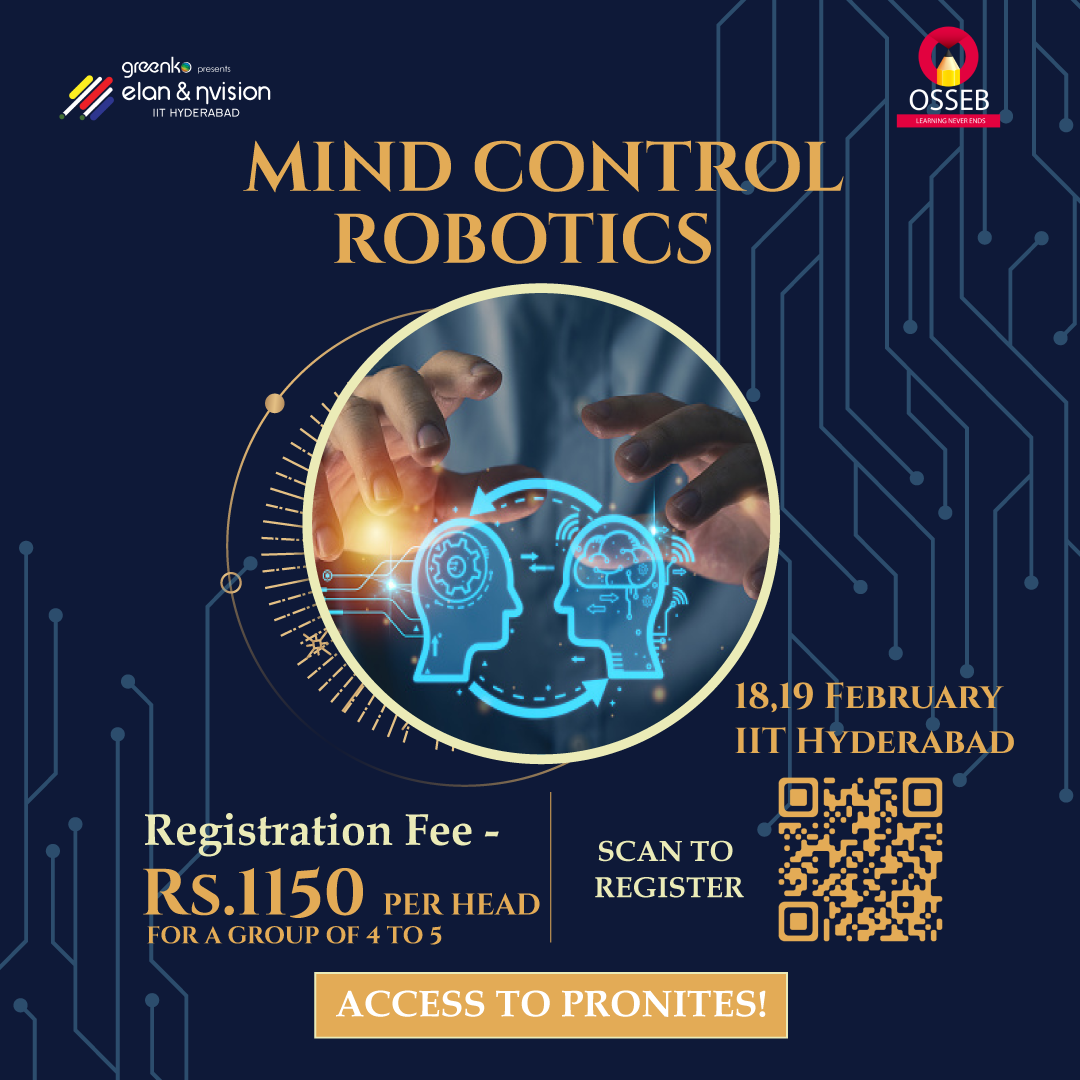 greenko presents
elan & ηvision
IIT HYDERABAD
OSSEB
LEARNING NEVER ENDS
MIND CONTROL
ROBOTICS
18,19 FEBRUARY
IIT HYDERABAD
Registration Fee -
RS.1150 PER HEAD
FOR A GROUP OF 4 TO 5
SCAN TO
REGISTER
ACCESS TO PRONITES!